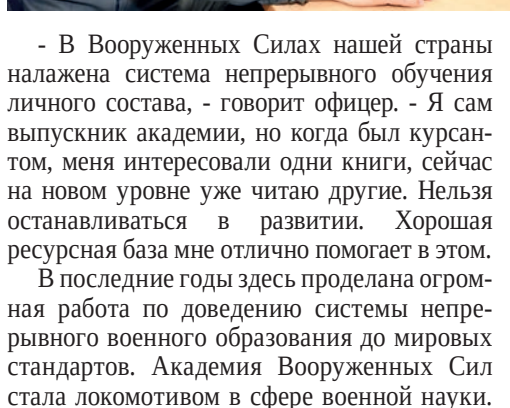 - В Вооруженных Силах нашей страны
налажена система непрерывного обучения
личного состава, - говорит офицер. - Я сам
выпускник академии, но когда был курсан-
том, меня интересовали одни книги, сейчас
на новом уровне уже читаю другие. Нельзя
останавливаться в развитии. Хорошая
ресурсная база мне отлично помогает в этом.
В последние годы здесь проделана огром-
ная работа по доведению системы непре-
рывного военного образования до мировых
стандартов. Академия Вооруженных Сил
стала локомотивом в сфере военной науки.